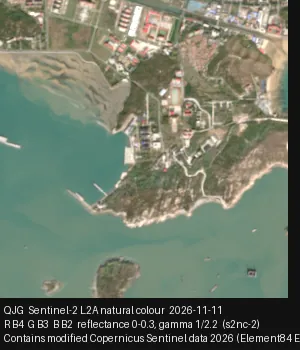 QJG Sentinel-2 L2A natural colour 2026-11-11
R B4 G B3 B B2 reflectance 0-0.3, gamma 1/2.2 (s2nc-2)
Contains modified Copernicus Sentinel data 2026 (Element84 E